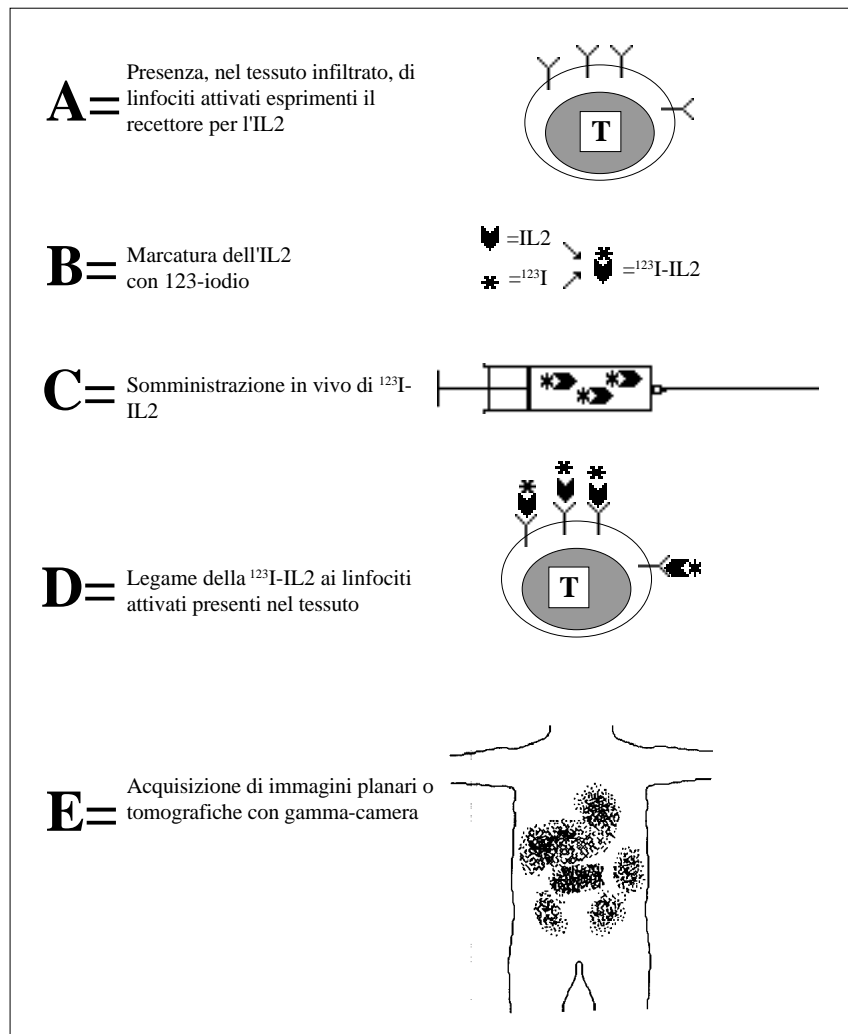 A=
Presenza, nel tessuto infiltrato, di
linfociti attivati esprimenti il
recettore per l'IL2
T
B=
Marcatura dell'IL2
con 123-iodio
=IL2
=¹²³I
=¹²³I-IL2
C=
Somministrazione in vivo di ¹²³I-
IL2
D=
Legame della ¹²³I-IL2 ai linfociti
attivati presenti nel tessuto
T
E=
Acquisizione di immagini planari o
tomografiche con gamma-camera